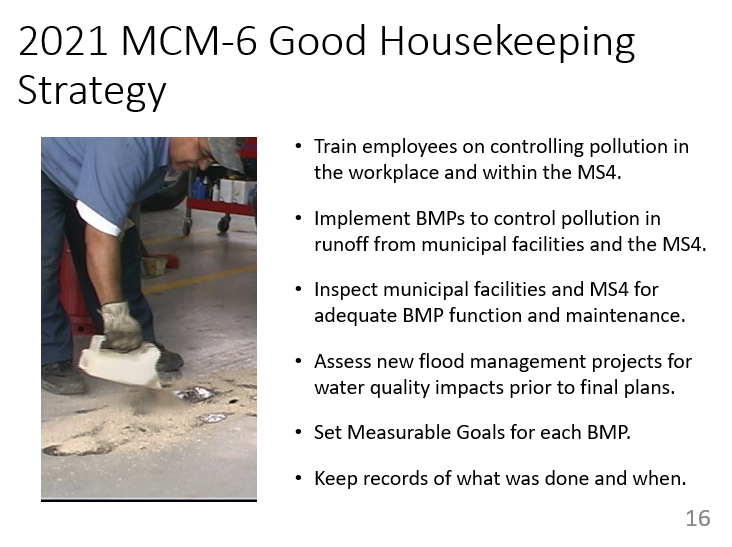 2021 MCM-6 Good Housekeeping
Strategy
• Train employees on controlling pollution in
the workplace and within the MS4.
• Implement BMPs to control pollution in
runoff from municipal facilities and the MS4.
• Inspect municipal facilities and MS4 for
adequate BMP function and maintenance.
• Assess new flood management projects for
water quality impacts prior to final plans.
• Set Measurable Goals for each BMP.
• Keep records of what was done and when.
16